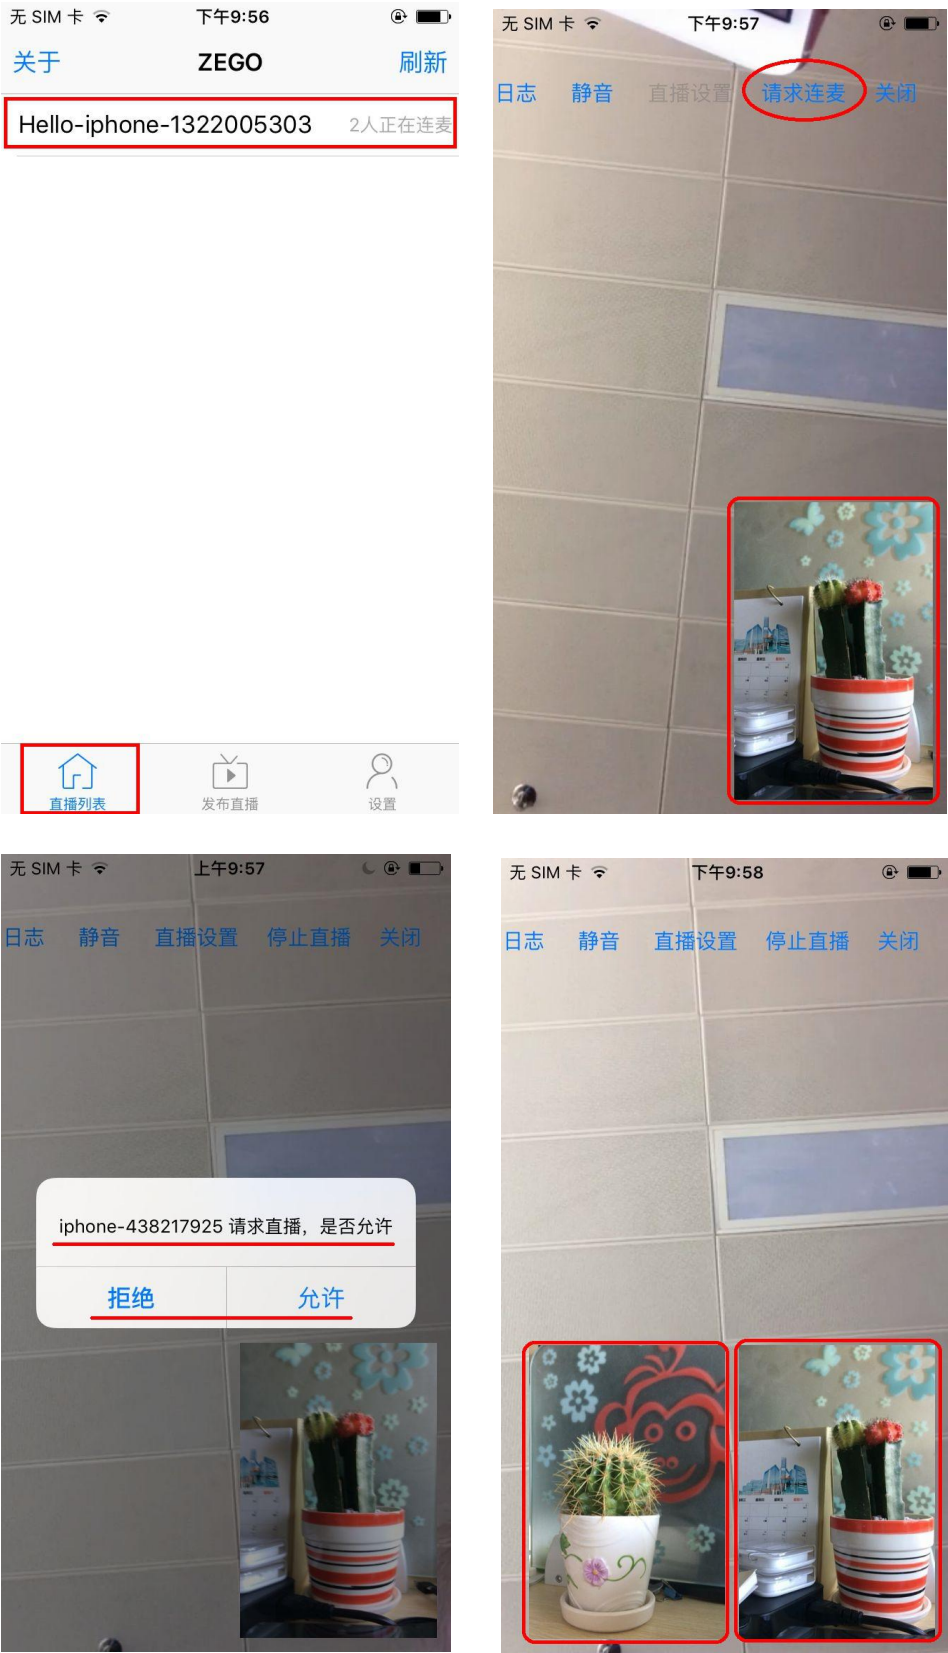 无 SIM 卡 下午9:56
关于 ZEGO 刷新
Hello-iphone-1322005303 2人正在连麦
直播列表 发布直播 设置
无 SIM 卡 下午9:57
日志 静音 直播设置 请求连麦 关闭
无 SIM 卡 上午9:57
日志 静音 直播设置 停止直播 关闭
iphone-438217925 请求直播，是否允许
拒绝 允许
无 SIM 卡 下午9:58
日志 静音 直播设置 停止直播 关闭